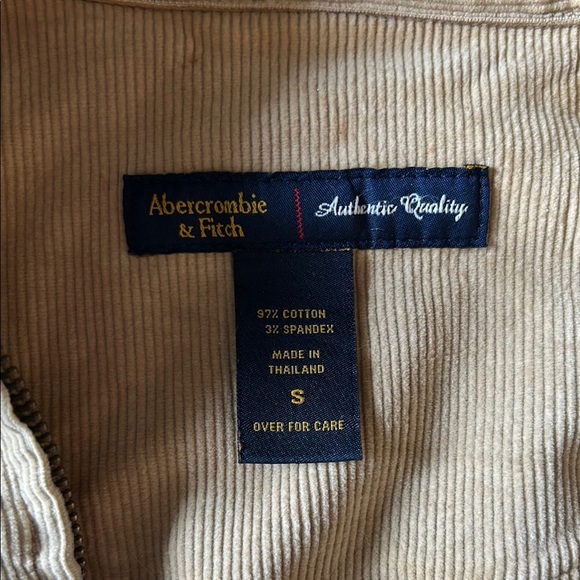 Abercrombie
& Fitch
Authentic Quality
97% COTTON
3% SPANDEX
MADE IN
THAILAND
S
OVER FOR CARE